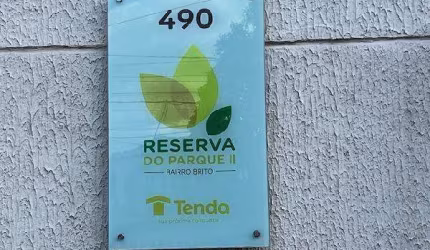 490
RESERVA
DO PARQUE II
BAIRRO BRITO
Tenda